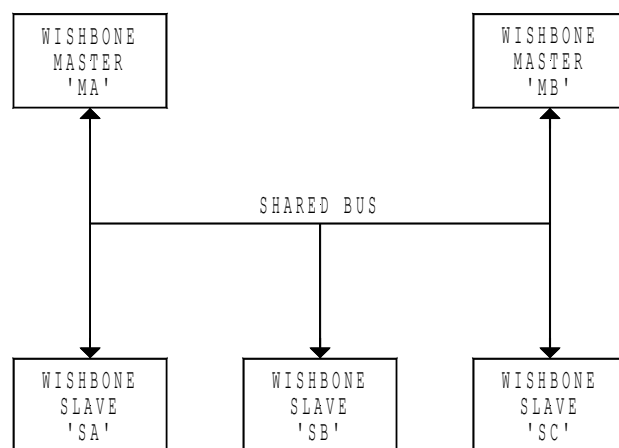 WISHBONE
MASTER
'MA'
WISHBONE
MASTER
'MB'
SHARED BUS
WISHBONE
SLAVE
'SA'
WISHBONE
SLAVE
'SB'
WISHBONE
SLAVE
'SC'